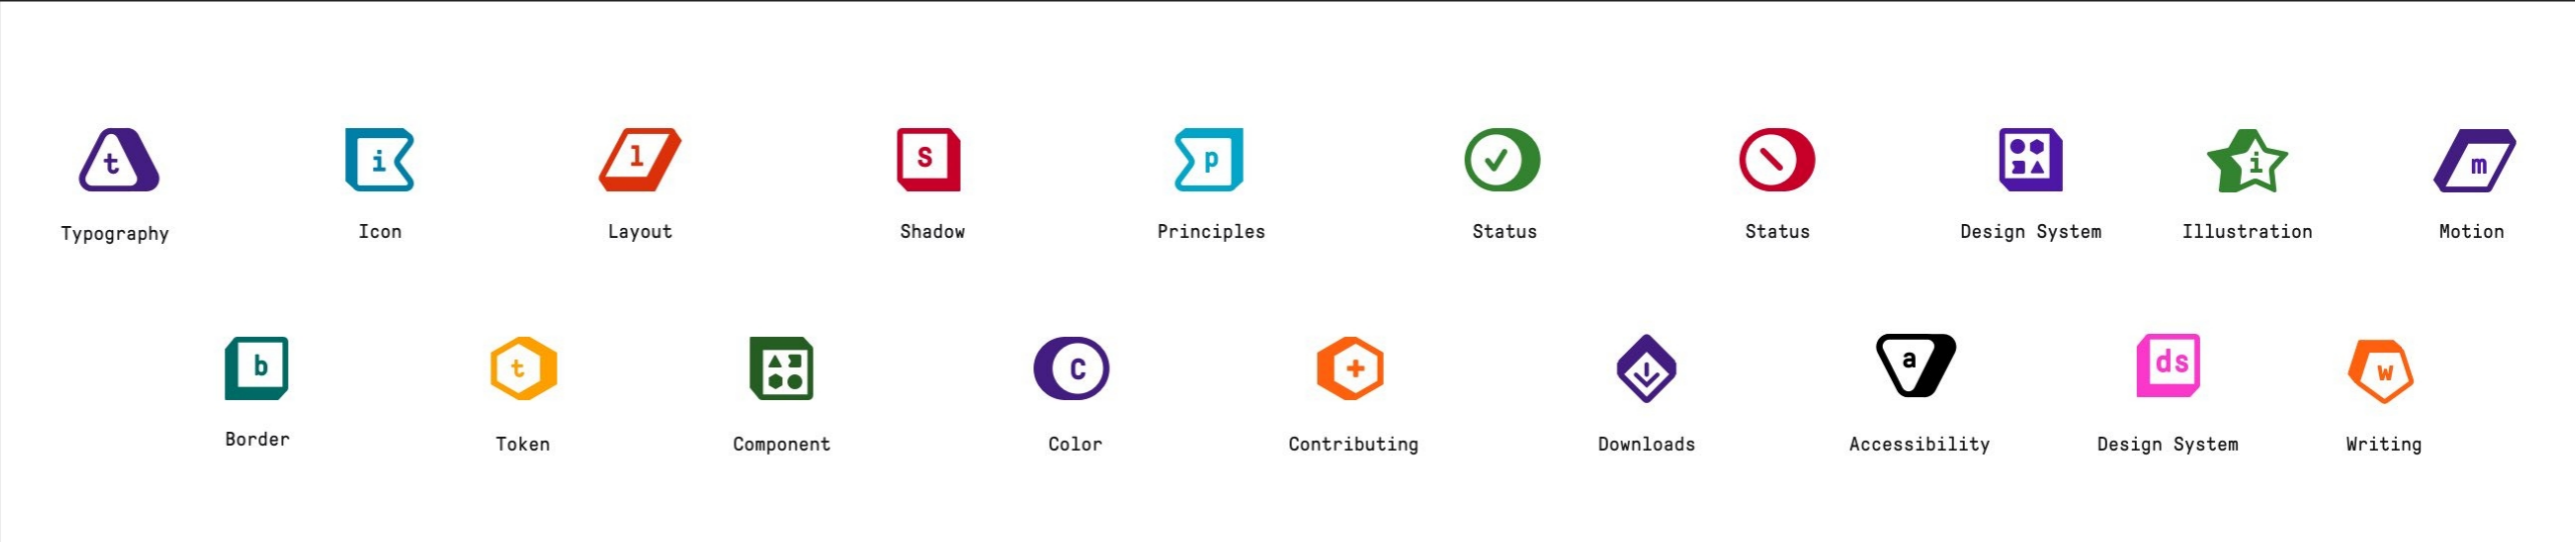 t i l S p i m
Typography Icon Layout Shadow Principles Status Status Design System Illustration Motion
b t C a ds w
Border Token Component Color Contributing Downloads Accessibility Design System Writing